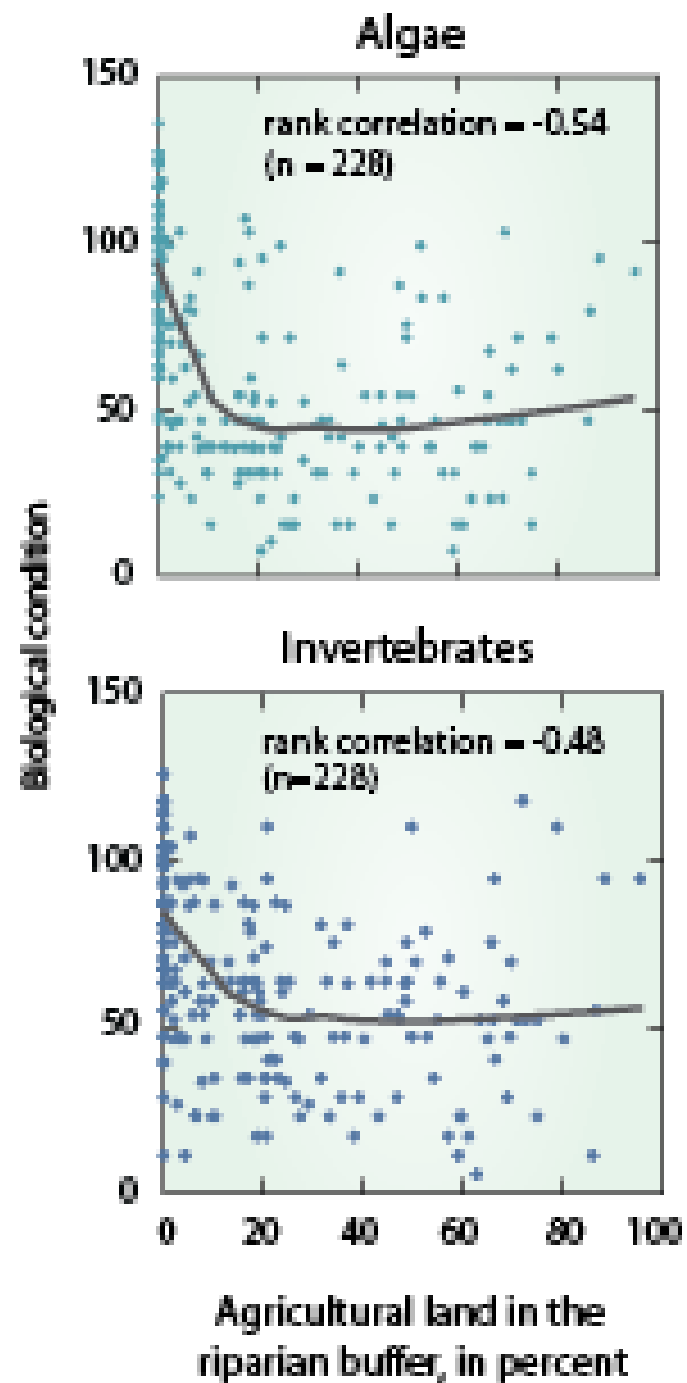 Algae
150
rank correlation = -0.54
(n = 228)
100
50
0
Biological condition
Invertebrates
150
rank correlation = -0.48
(n=228)
100
50
0
0 20 40 60 80 100
Agricultural land in the
riparian buffer, in percent